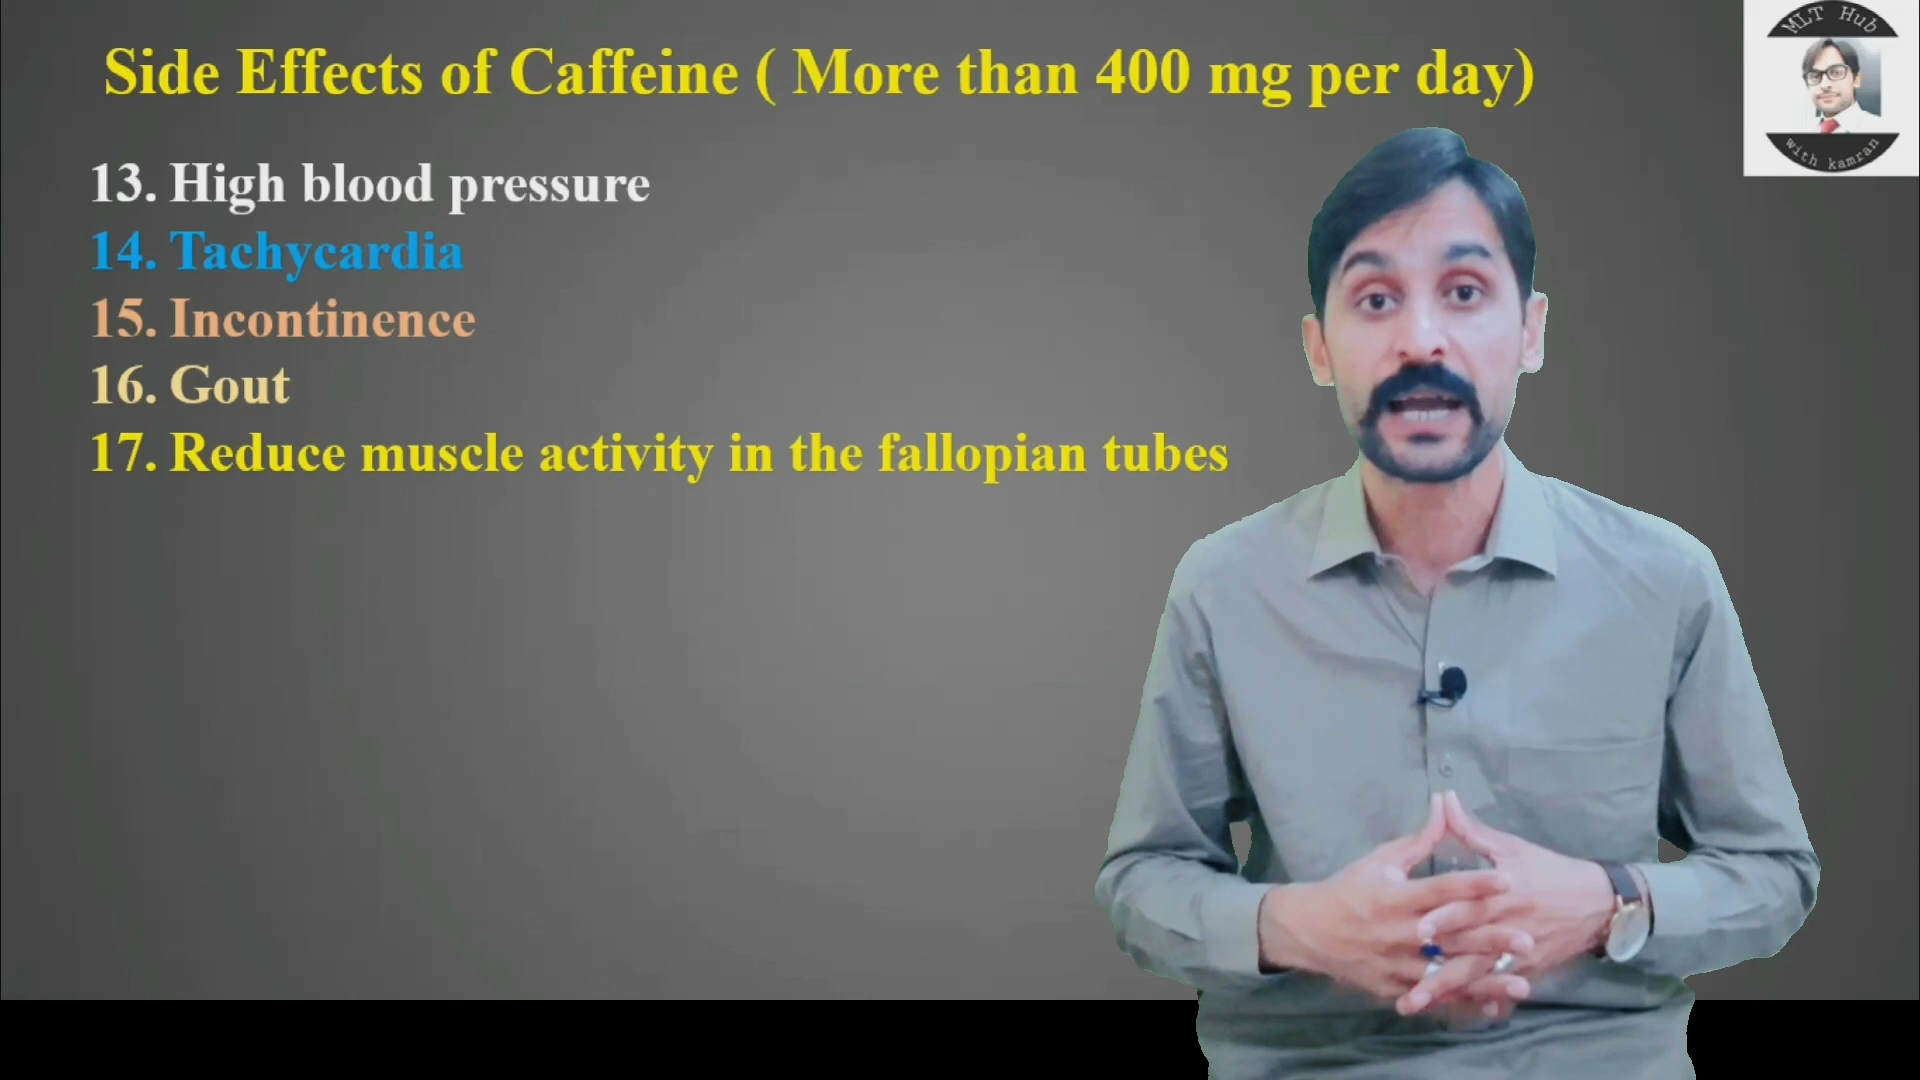 Side Effects of Caffeine ( More than 400 mg per day)
MLT Hub
with kamran
13. High blood pressure
14. Tachycardia
15. Incontinence
16. Gout
17. Reduce muscle activity in the fallopian tubes